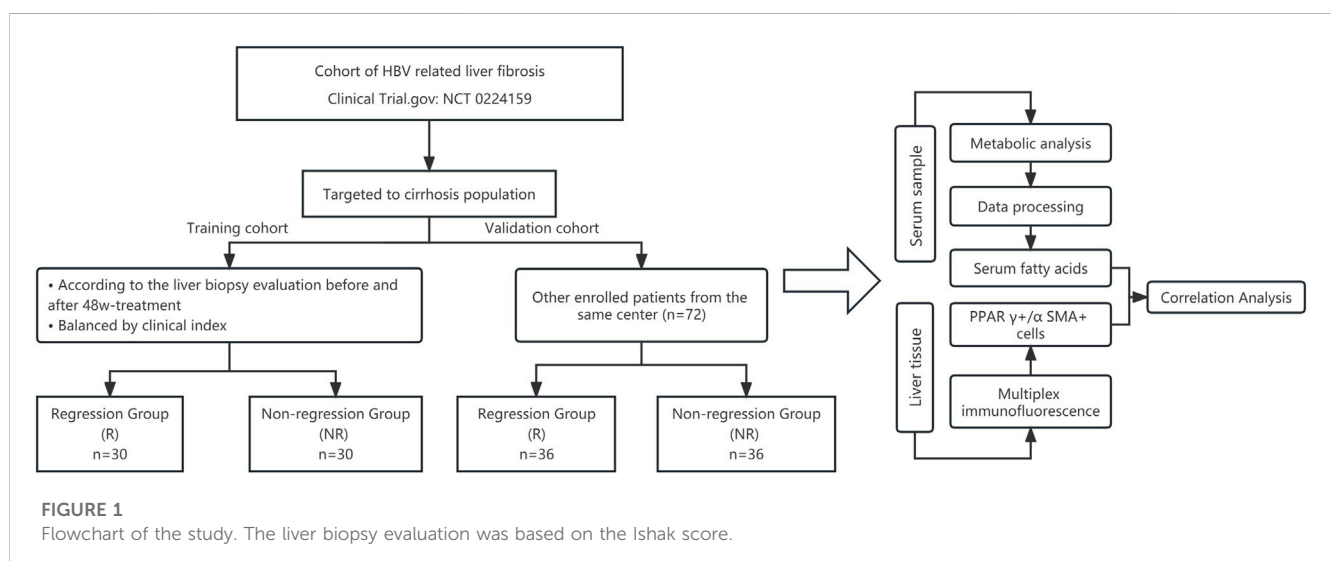 Cohort of HBV related liver fibrosis
Clinical Trial.gov: NCT 0224159
Targeted to cirrhosis population
Training cohort
Validation cohort
• According to the liver biopsy evaluation before and
after 48w-treatment
• Balanced by clinical index
Other enrolled patients from the
same center (n=72)
Regression Group
(R)
n=30
Non-regression Group
(NR)
n=30
Regression Group
(R)
n=36
Non-regression Group
(NR)
n=36
Serum sample
Metabolic analysis
Data processing
Serum fatty acids
Liver tissue
PPAR γ+/α SMA+
cells
Multiplex
immunofluorescence
Correlation Analysis
FIGURE 1
Flowchart of the study. The liver biopsy evaluation was based on the Ishak score.